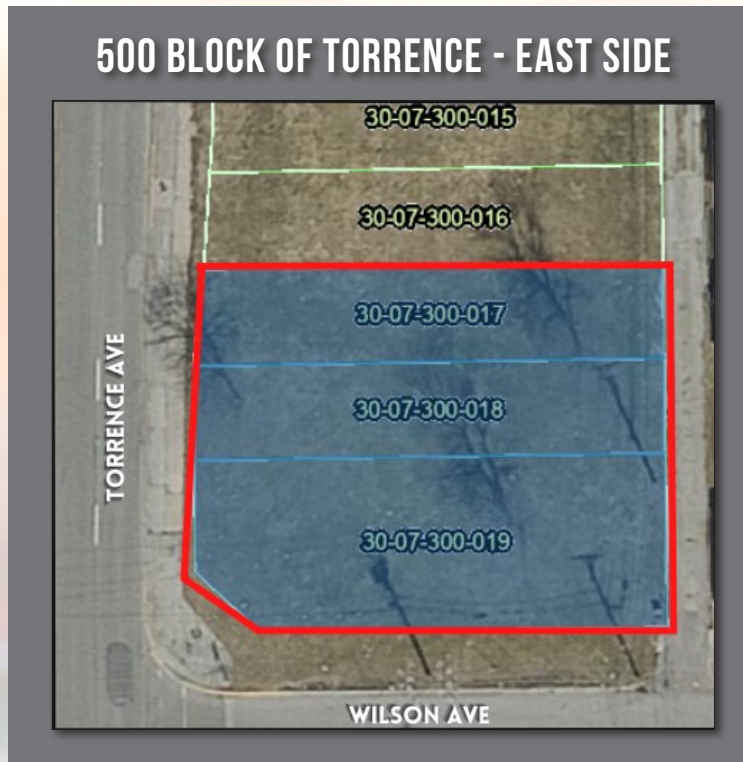 500 BLOCK OF TORRENCE - EAST SIDE
30-07-300-015
30-07-300-016
30-07-300-017
30-07-300-018
30-07-300-019
TORRENCE AVE
WILSON AVE